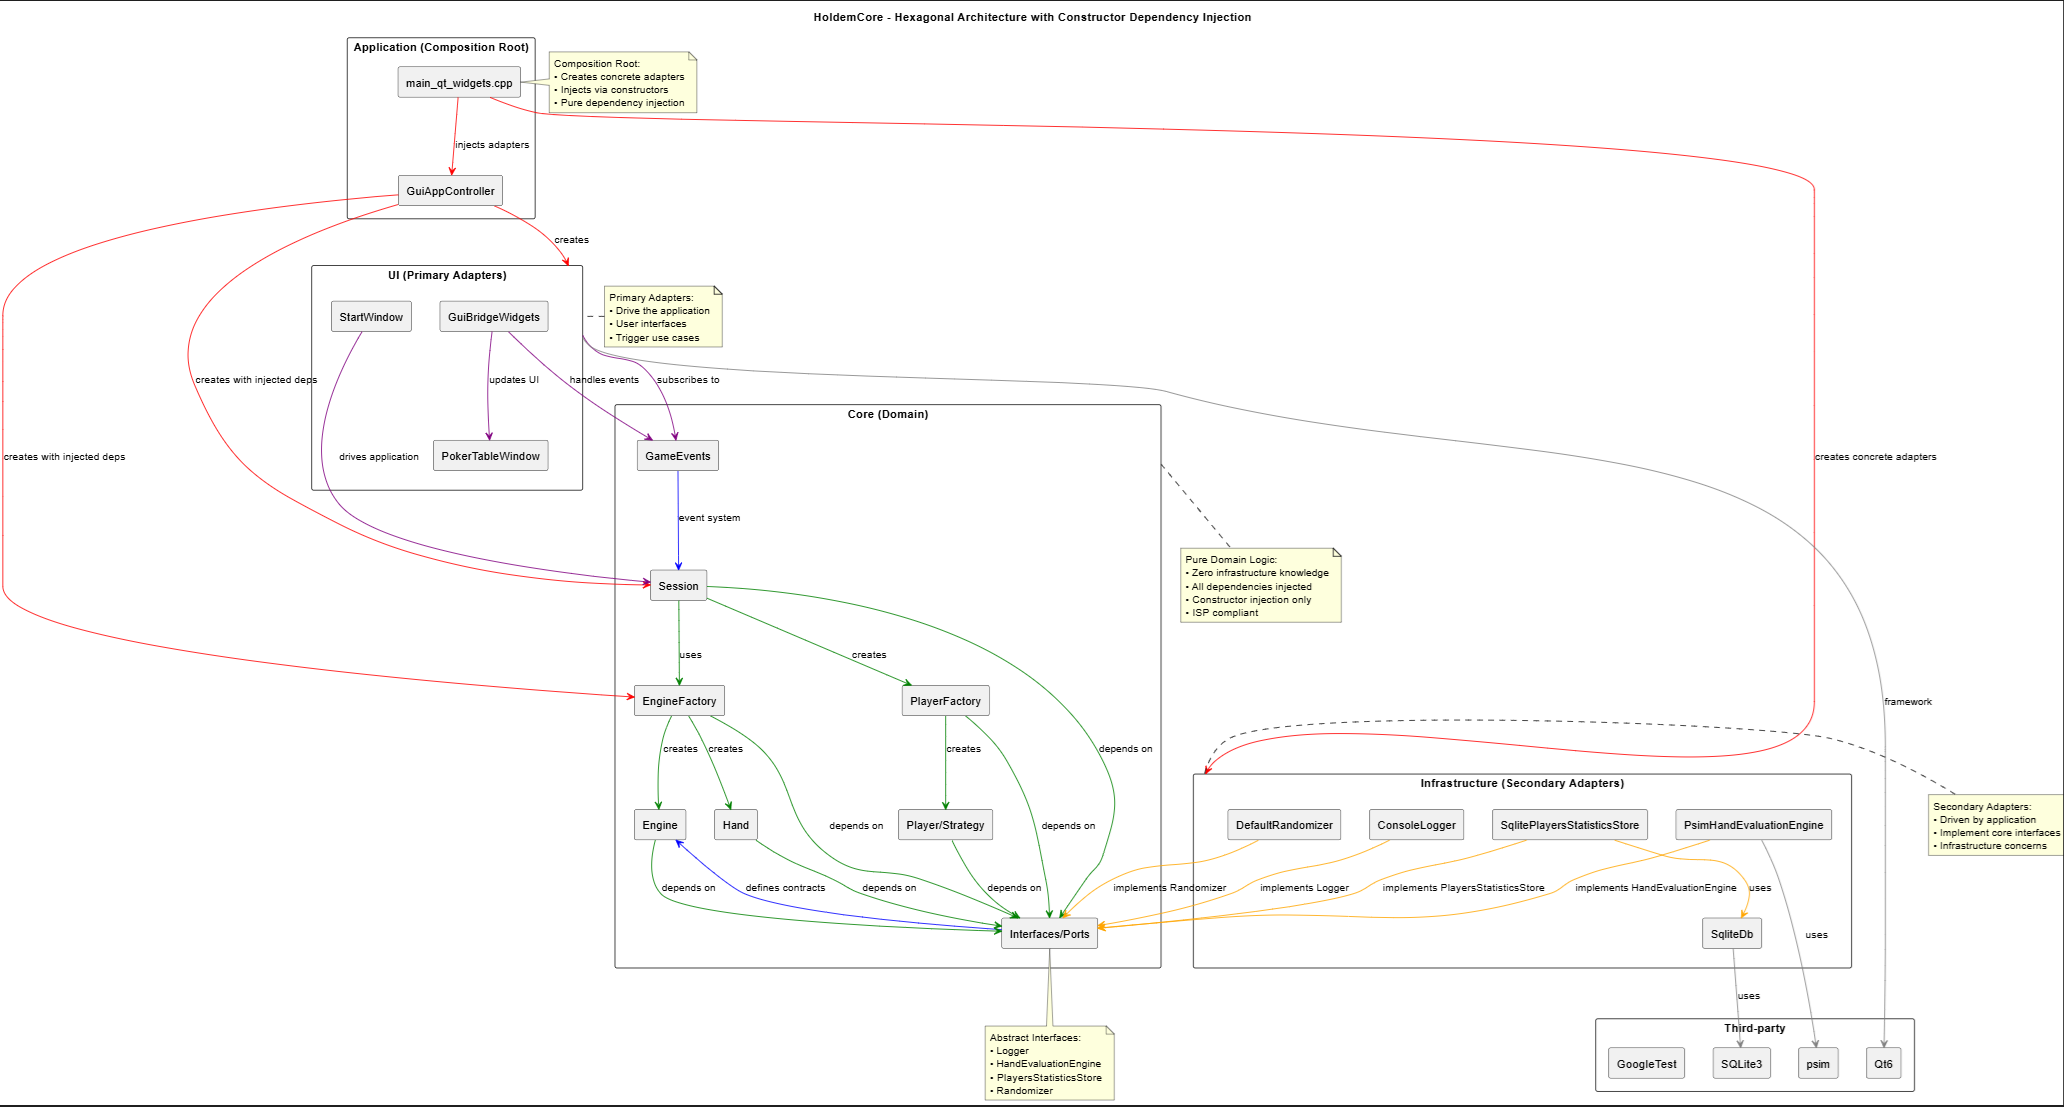 HoldemCore - Hexagonal Architecture with Constructor Dependency Injection
Application (Composition Root)
main_qt_widgets.cpp
Composition Root:
• Creates concrete adapters
• Injects via constructors
• Pure dependency injection
injects adapters
GuiAppController
creates
UI (Primary Adapters)
StartWindow
GuiBridgeWidgets
Primary Adapters:
• Drive the application
• User interfaces
• Trigger use cases
creates with injected deps
updates UI
handles events
subscribes to
Core (Domain)
creates with injected deps
drives application
PokerTableWindow
GameEvents
creates concrete adapters
event system
Pure Domain Logic:
• Zero infrastructure knowledge
• All dependencies injected
• Constructor injection only
• ISP compliant
Session
uses
creates
EngineFactory
PlayerFactory
framework
creates
creates
creates
depends on
Infrastructure (Secondary Adapters)
Engine
Hand
depends on
Player/Strategy
depends on
DefaultRandomizer
ConsoleLogger
SqlitePlayersStatisticsStore
PsimHandEvaluationEngine
Secondary Adapters:
• Driven by application
• Implement core interfaces
• Infrastructure concerns
depends on
defines contracts
depends on
depends on
implements Randomizer
implements Logger
implements PlayersStatisticsStore
implements HandEvaluationEngine
uses
Interfaces/Ports
SqliteDb
uses
uses
Abstract Interfaces:
• Logger
• HandEvaluationEngine
• PlayersStatisticsStore
• Randomizer
Third-party
GoogleTest
SQLite3
psim
Qt6